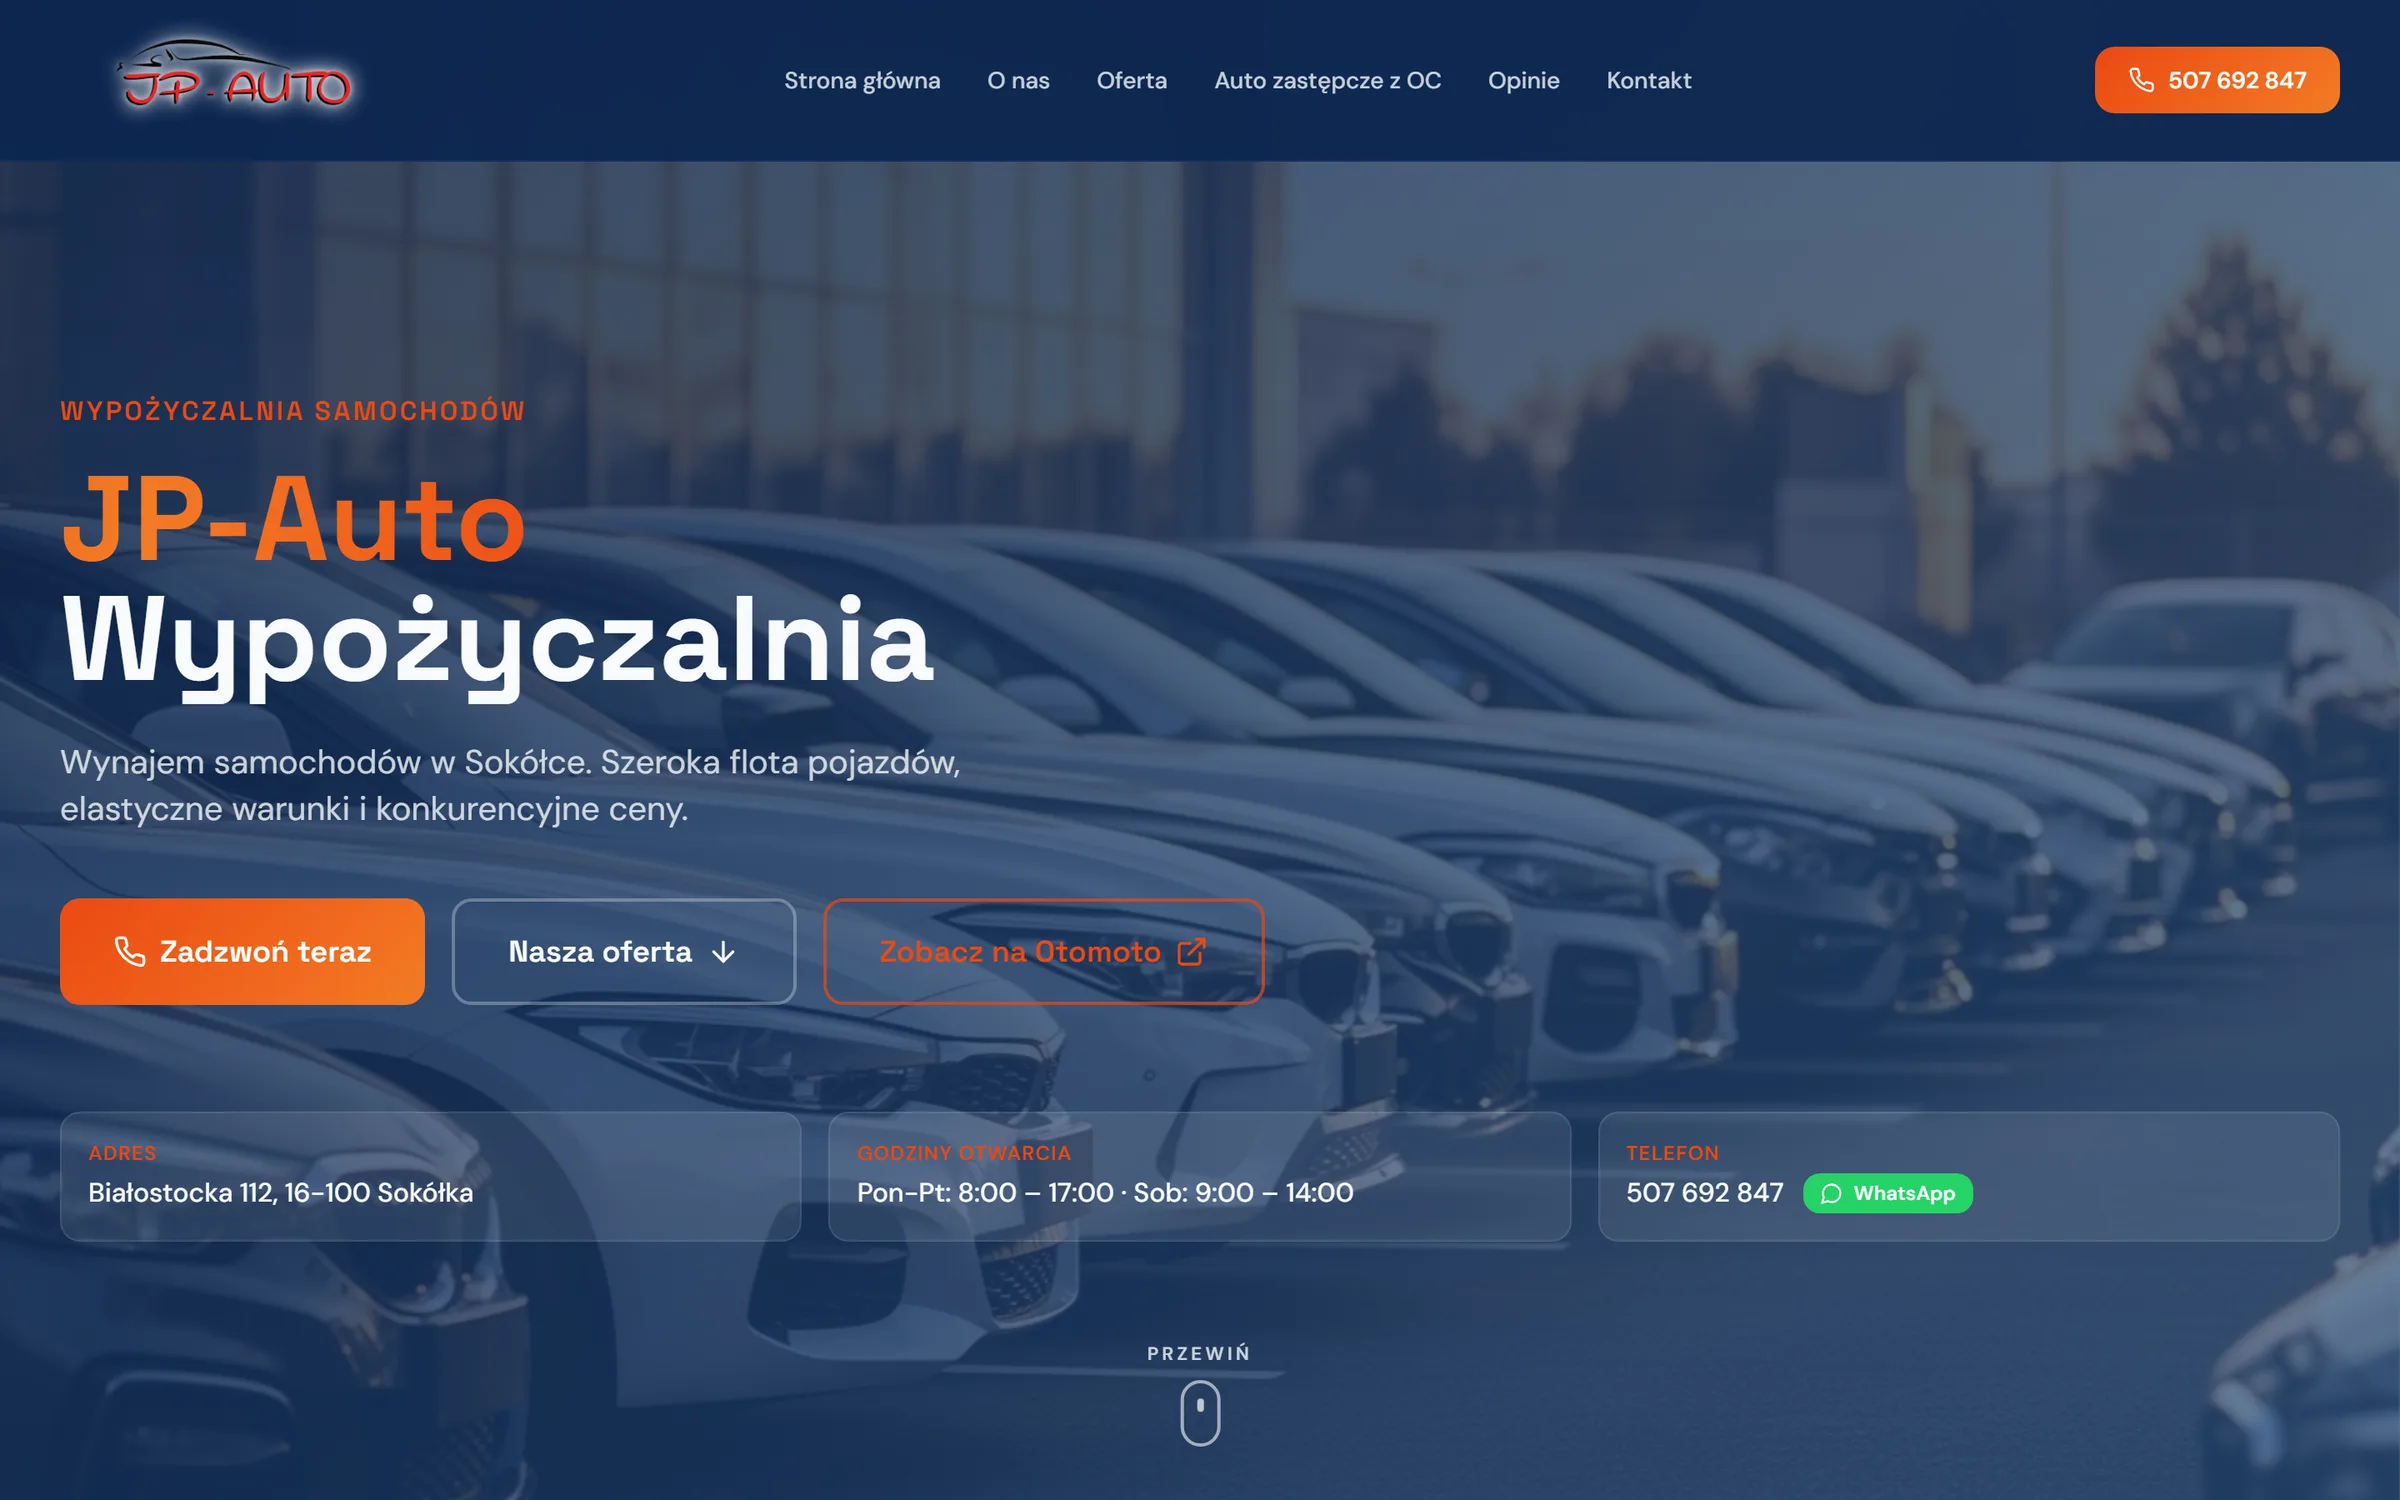 JP-AUTO
Strona główna
O nas
Oferta
Auto zastępcze z OC
Opinie
Kontakt
507 692 847
WYPOŻYCZALNIA SAMOCHODÓW
JP-Auto
Wypożyczalnia
Wynajem samochodów w Sokółce. Szeroka flota pojazdów,
elastyczne warunki i konkurencyjne ceny.
Zadzwoń teraz
Nasza oferta
Zobacz na Otomoto
ADRES
Białostocka 112, 16-100 Sokółka
GODZINY OTWARCIA
Pon-Pt: 8:00 – 17:00 · Sob: 9:00 – 14:00
TELEFON
507 692 847
WhatsApp
PRZEWIŃ